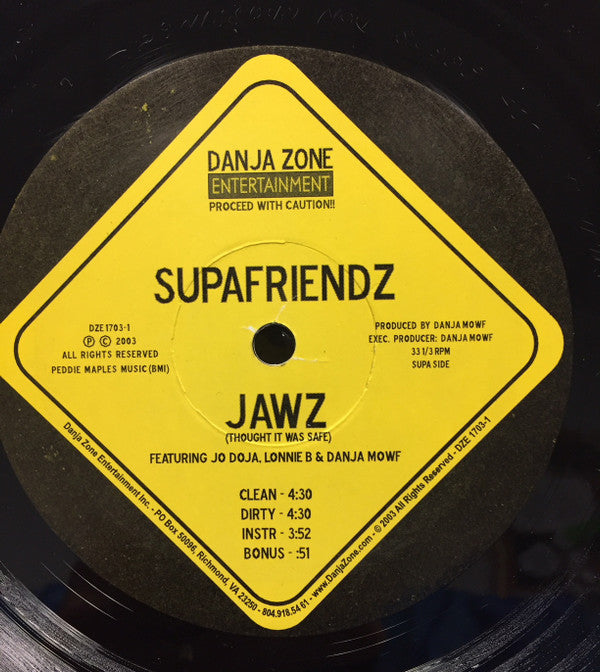 DANJA ZONE
ENTERTAINMENT
PROCEED WITH CAUTION!!
SUPAFRIENDZ
DZE 1703-1
Ⓟ © 2003
ALL RIGHTS RESERVED
PEDDIE MAPLES MUSIC (BMI)
PRODUCED BY DANJA MOWF
EXEC. PRODUCER: DANJA MOWF
33 1/3 RPM
SUPA SIDE
JAWZ
(THOUGHT IT WAS SAFE)
FEATURING JO DOJA, LONNIE B & DANJA MOWF
CLEAN - 4:30
DIRTY - 4:30
INSTR - 3:52
BONUS - :51
Danja Zone Entertainment Inc. - PO Box 50096, Richmond, VA 23250 - 804.918.5461 - www.DanjaZone.com - © 2003 All Rights Reserved - DZE 1703-1